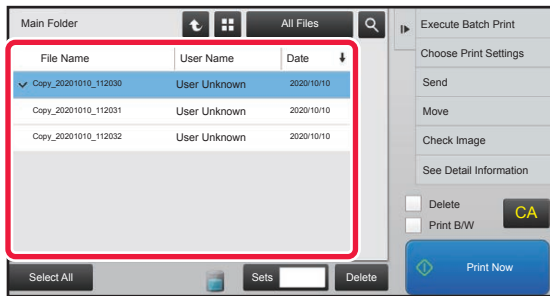 Main Folder
All Files
File Name User Name Date
Copy_20201010_112030 User Unknown 2020/10/10
Copy_20201010_112031 User Unknown 2020/10/10
Copy_20201010_112032 User Unknown 2020/10/10
Select All
Sets
Delete
Execute Batch Print
Choose Print Settings
Send
Move
Check Image
See Detail Information
Delete
Print B/W
CA
Print Now